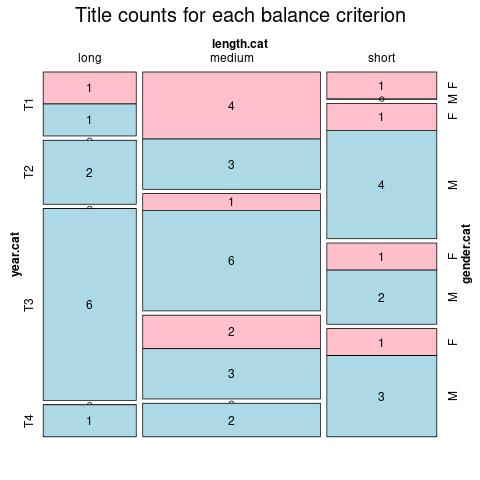 Title counts for each balance criterion
length.cat
long medium short
year.cat
T1
T2
T3
T4
1
1
2
6
1
4
3
1
6
2
3
2
1
1
4
1
2
1
3
F
M
F
M
F
M
F
M
gender.cat